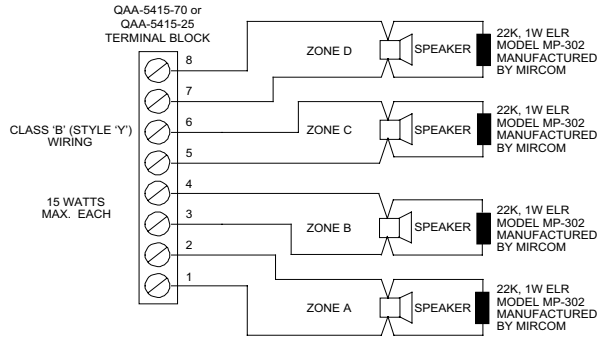 QAA-5415-70 or
QAA-5415-25
TERMINAL BLOCK
8
7
6
5
4
3
2
1
CLASS 'B' (STYLE 'Y')
WIRING
15 WATTS
MAX. EACH
ZONE D
SPEAKER
22K, 1W ELR
MODEL MP-302
MANUFACTURED
BY MIRCOM
ZONE C
SPEAKER
22K, 1W ELR
MODEL MP-302
MANUFACTURED
BY MIRCOM
ZONE B
SPEAKER
22K, 1W ELR
MODEL MP-302
MANUFACTURED
BY MIRCOM
ZONE A
SPEAKER
22K, 1W ELR
MODEL MP-302
MANUFACTURED
BY MIRCOM